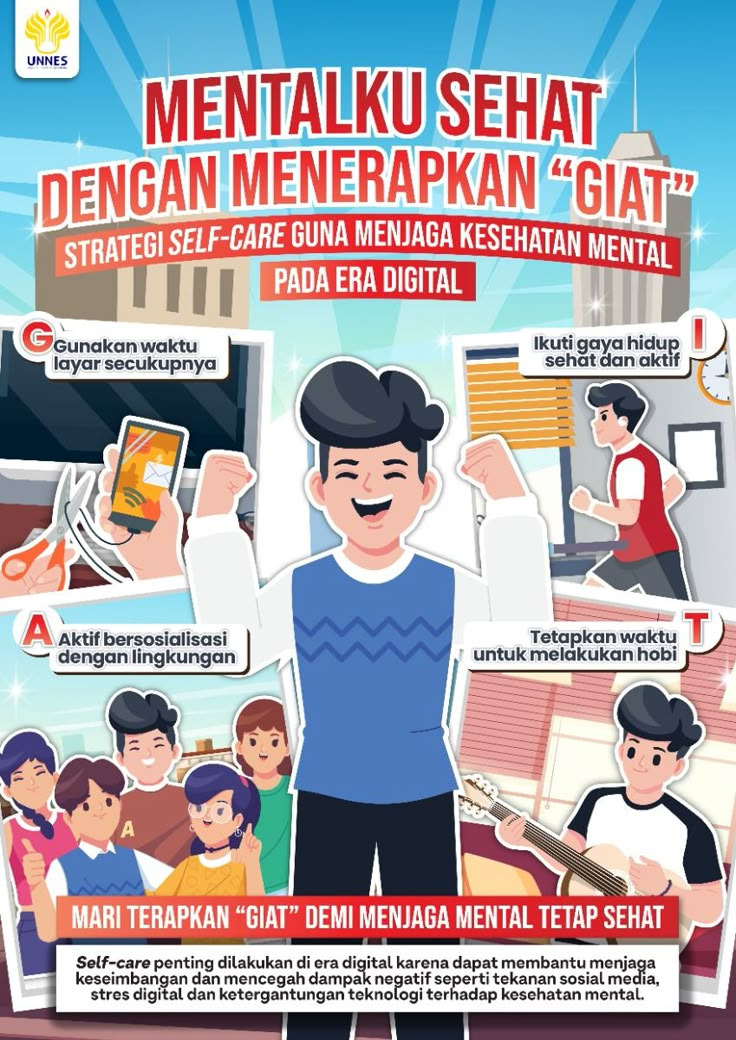 UNNES
MENTALKU SEHAT
DENGAN MENERAPKAN “GIAT”
STRATEGI SELF-CARE GUNA MENJAGA KESEHATAN MENTAL
PADA ERA DIGITAL
G
Gunakan waktu
layar secukupnya
I
Ikuti gaya hidup
sehat dan aktif
A
Aktif bersosialisasi
dengan lingkungan
T
Tetapkan waktu
untuk melakukan hobi
A
MARI TERAPKAN “GIAT” DEMI MENJAGA MENTAL TETAP SEHAT
Self-care penting dilakukan di era digital karena dapat membantu menjaga
keseimbangan dan mencegah dampak negatif seperti tekanan sosial media,
stres digital dan ketergantungan teknologi terhadap kesehatan mental.